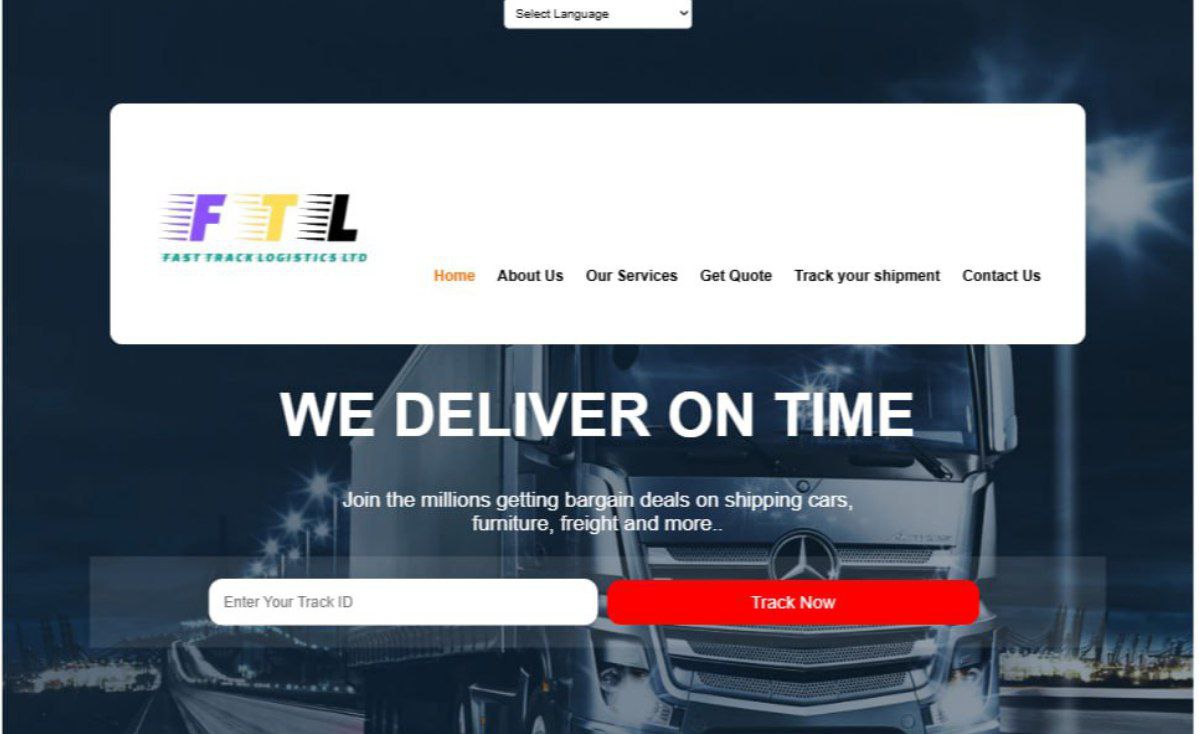 Select Language
F T L
FAST TRACK LOGISTICS LTD
Home About Us Our Services Get Quote Track your shipment Contact Us
WE DELIVER ON TIME
Join the millions getting bargain deals on shipping cars,
furniture, freight and more..
Enter Your Track ID Track Now